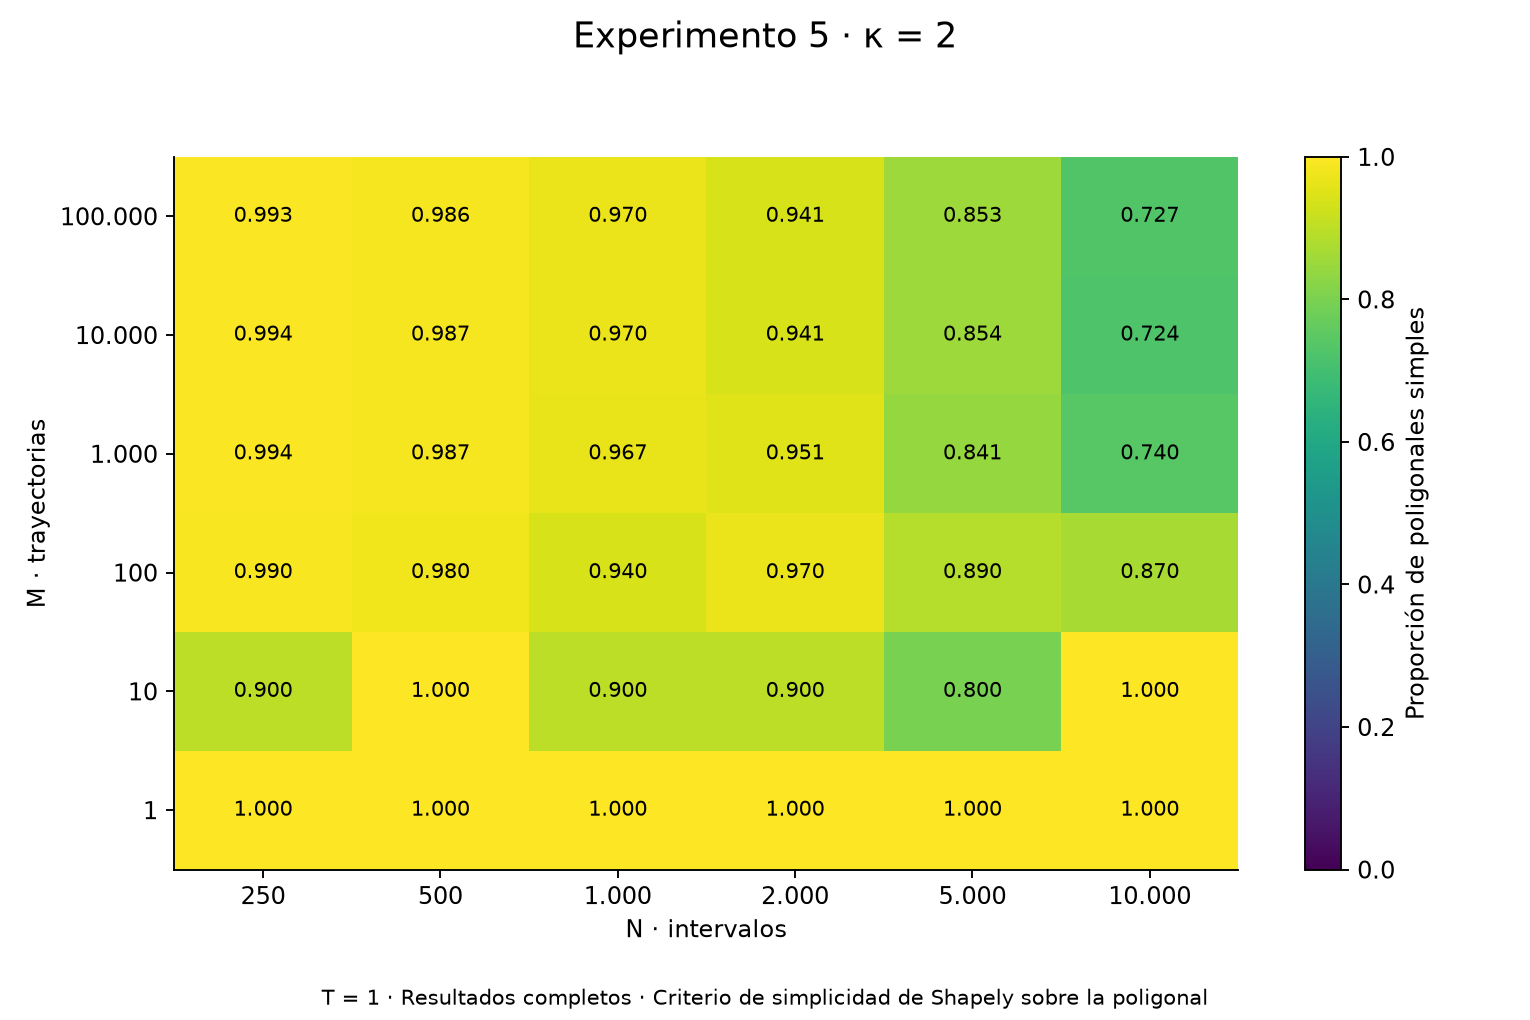 Experimento 5 · κ = 2
100.000 0.993 0.986 0.970 0.941 0.853 0.727
10.000 0.994 0.987 0.970 0.941 0.854 0.724
1.000 0.994 0.987 0.967 0.951 0.841 0.740
100 0.990 0.980 0.940 0.970 0.890 0.870
10 0.900 1.000 0.900 0.900 0.800 1.000
1 1.000 1.000 1.000 1.000 1.000 1.000
250 500 1.000 2.000 5.000 10.000
N · intervalos
M · trayectorias
1.0
0.8
0.6
0.4
0.2
0.0
Proporción de poligonales simples
T = 1 · Resultados completos · Criterio de simplicidad de Shapely sobre la poligonal